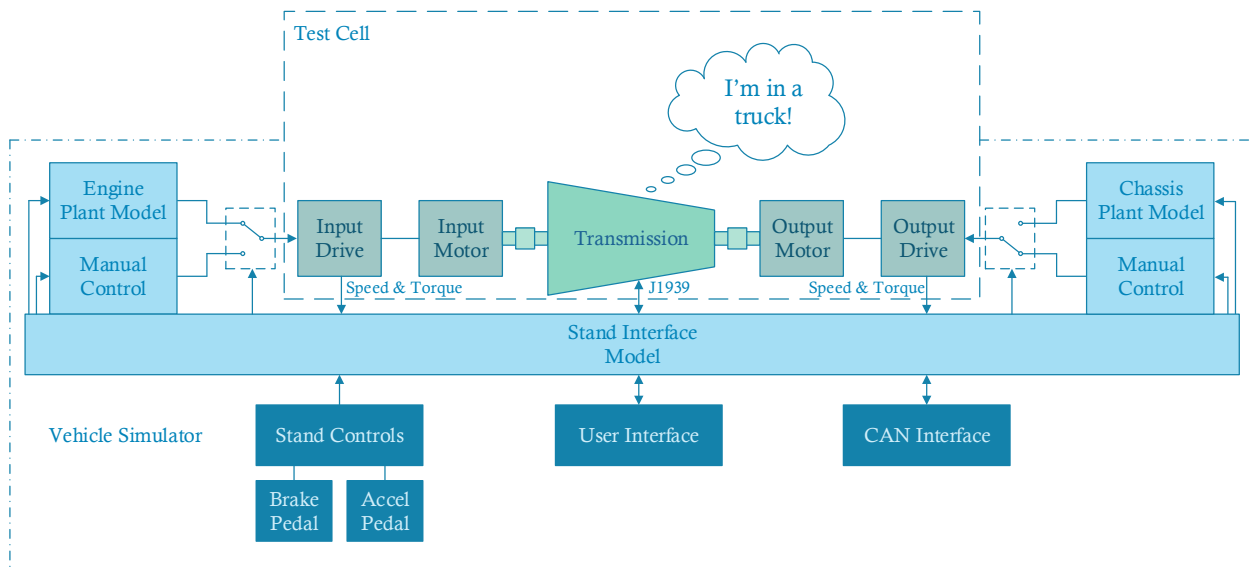 Test Cell
I'm in a
truck!
Engine
Plant Model
Manual
Control
Input
Drive
Input
Motor
Transmission
Output
Motor
Output
Drive
Chassis
Plant Model
Manual
Control
Speed & Torque
J1939
Speed & Torque
Stand Interface
Model
Vehicle Simulator
Stand Controls
User Interface
CAN Interface
Brake
Pedal
Accel
Pedal